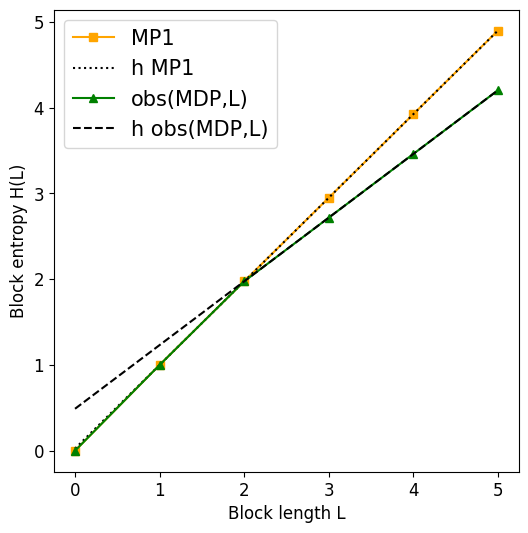 MP1
h MP1
obs(MDP,L)
h obs(MDP,L)
Block entropy H(L)
5
4
3
2
1
0
0 1 2 3 4 5
Block length L